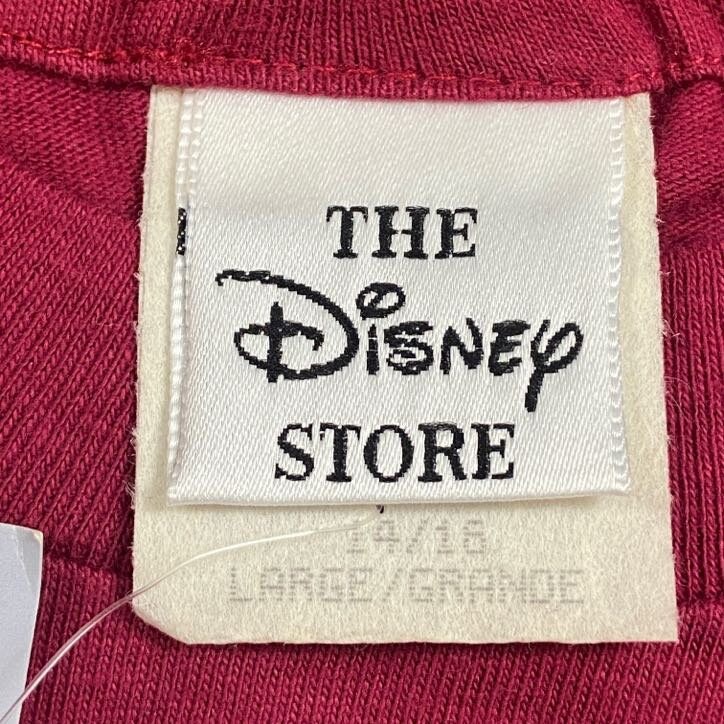 THE
Disney
STORE
14/16
LARGE/GRANDE